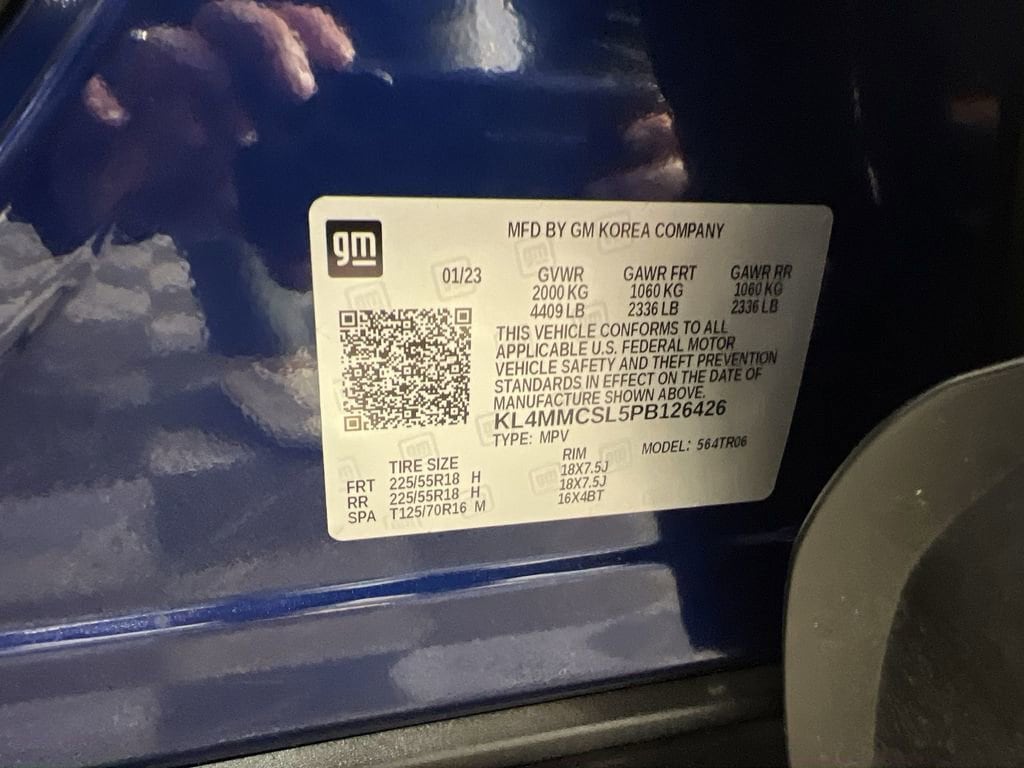 gm
MFD BY GM KOREA COMPANY
01/23 GVWR GAWR FRT GAWR RR
2000 KG 1060 KG 1060 KG
4409 LB 2336 LB 2336 LB
THIS VEHICLE CONFORMS TO ALL
APPLICABLE U.S. FEDERAL MOTOR
VEHICLE SAFETY AND THEFT PREVENTION
STANDARDS IN EFFECT ON THE DATE OF
MANUFACTURE SHOWN ABOVE.
KL4MMCSL5PB126426
TYPE: MPV MODEL: 564TR06
TIRE SIZE RIM
FRT 225/55R18 H 18X7.5J
RR 225/55R18 H 18X7.5J
SPA T125/70R16 M 16X4BT